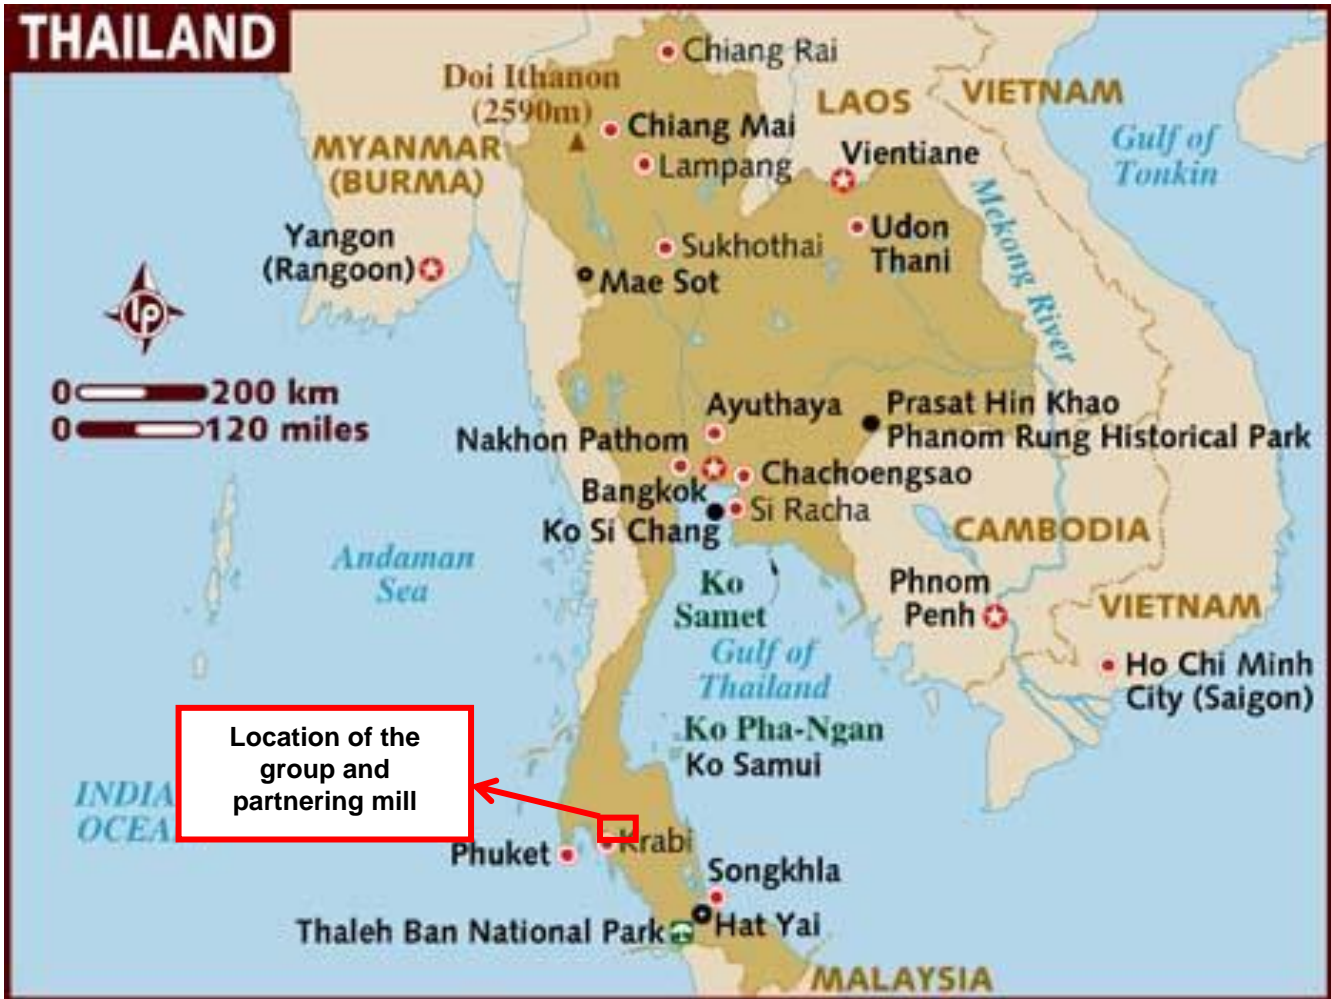 THAILAND
Chiang Rai
Doi Ithanon
(2590m)
Chiang Mai
Lampang
LAOS
VIETNAM
Gulf of
Tonkin
MYANMAR
(BURMA)
Vientiane
Mekong River
Yangon
(Rangoon)
Sukhothai
Udon
Thani
Mae Sot
lp
0 200 km
0 120 miles
Ayuthaya
Prasat Hin Khao
Phanom Rung Historical Park
Nakhon Pathom
Chachoengsao
Bangkok
Si Racha
Ko Si Chang
CAMBODIA
Andaman
Sea
Ko
Samet
Phnom
Penh
VIETNAM
Gulf of
Thailand
Ho Chi Minh
City (Saigon)
Ko Pha-Ngan
Ko Samui
Location of the
group and
partnering mill
INDIA
OCEA
Krabi
Phuket
Songkhla
Hat Yai
Thaleh Ban National Park
MALAYSIA